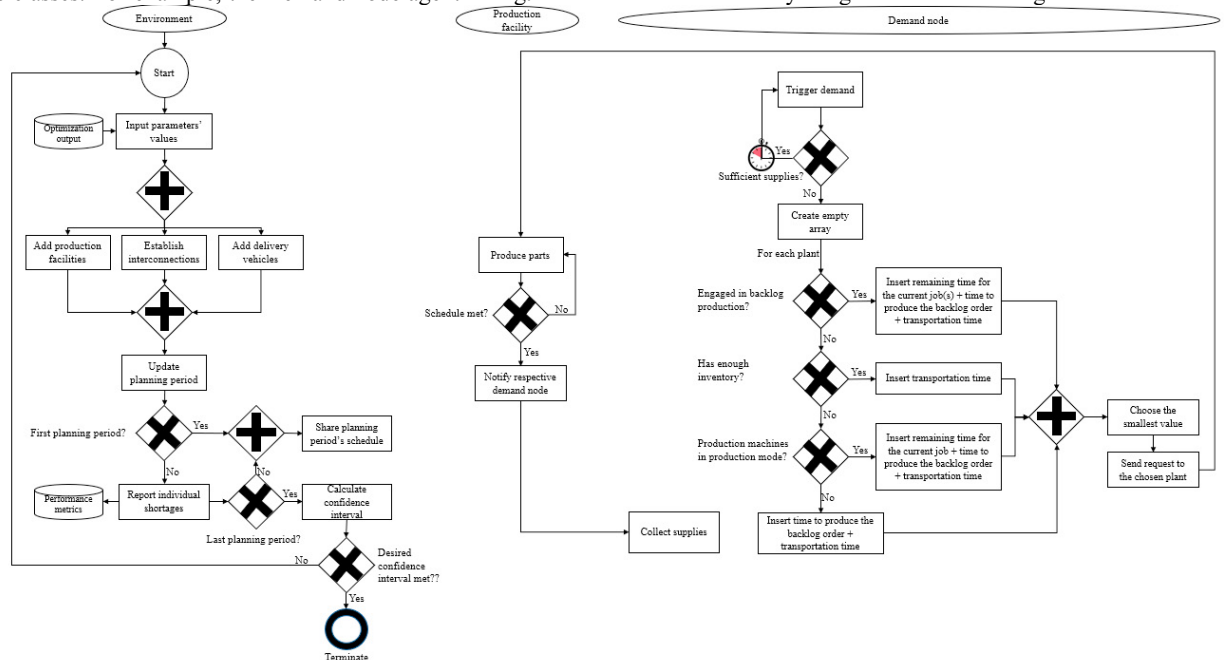 Environment
Production
facility
Demand node
Start
Optimization
output
Input parameters'
values
Add production
facilities
Establish
interconnections
Add delivery
vehicles
Update
planning period
First planning period?
Yes
Share planning
period's schedule
No
No
Performance
metrics
Report individual
shortages
Yes
Calculate
confidence
interval
Last planning period?
No
Desired
confidence
interval met??
Yes
Terminate
Produce parts
Schedule met?
No
Yes
Notify respective
demand node
Collect supplies
Trigger demand
Yes
Sufficient supplies?
No
Create empty
array
For each plant
Engaged in backlog
production?
Yes
Insert remaining time for
the current job(s) + time to
produce the backlog order
+ transportation time
No
Has enough
inventory?
Yes
Insert transportation time
No
Production machines
in production mode?
Yes
Insert remaining time for
the current job + time to
produce the backlog order
+ transportation time
No
Insert time to produce the
backlog order +
transportation time
Choose the
smallest value
Send request to
the chosen plant